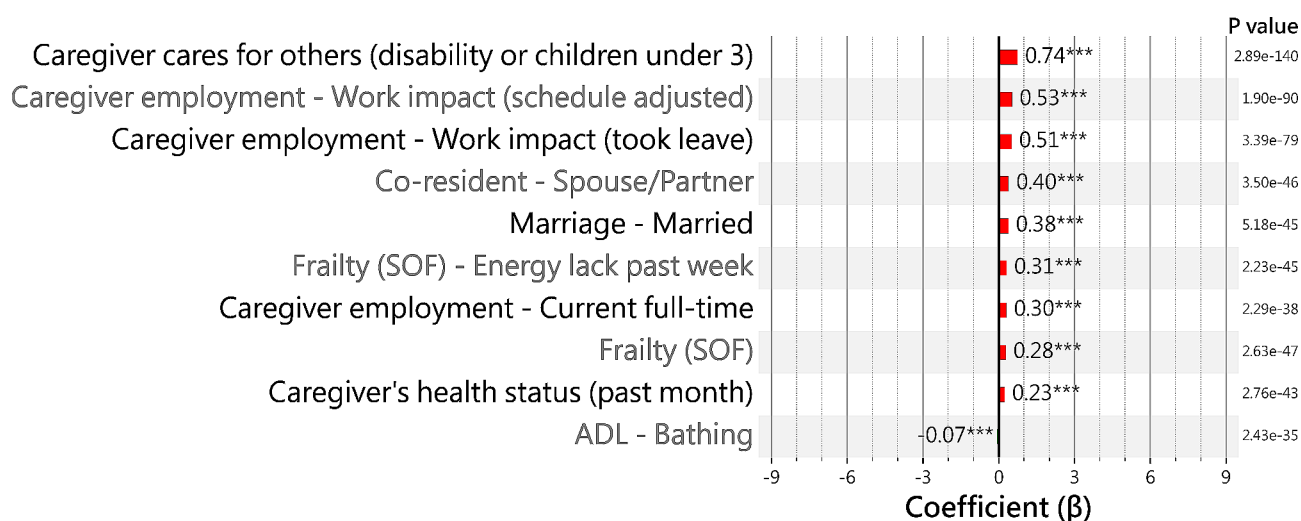 P value
Caregiver cares for others (disability or children under 3) 0.74*** 2.89e-140
Caregiver employment - Work impact (schedule adjusted) 0.53*** 1.90e-90
Caregiver employment - Work impact (took leave) 0.51*** 3.39e-79
Co-resident - Spouse/Partner 0.40*** 3.50e-46
Marriage - Married 0.38*** 5.18e-45
Frailty (SOF) - Energy lack past week 0.31*** 2.23e-45
Caregiver employment - Current full-time 0.30*** 2.29e-38
Frailty (SOF) 0.28*** 2.63e-47
Caregiver's health status (past month) 0.23*** 2.76e-43
ADL - Bathing -0.07*** 2.43e-35
-9 -6 -3 0 3 6 9
Coefficient (β)